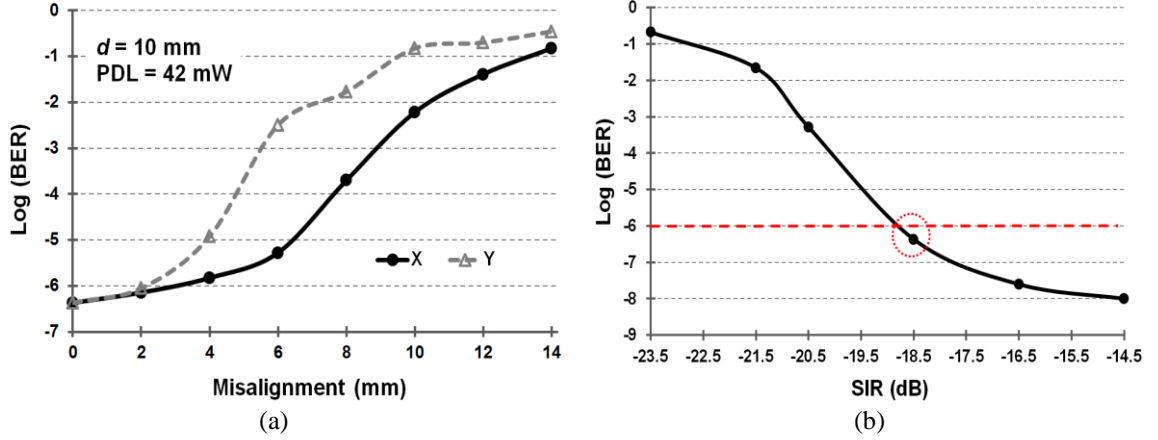 0
-1
-2
-3
-4
-5
-6
-7
Log (BER)
d = 10 mm
PDL = 42 mW
X
Y
0 2 4 6 8 10 12 14
Misalignment (mm)
(a)
0
-1
-2
-3
-4
-5
-6
-7
-8
-9
Log (BER)
-23.5 -22.5 -21.5 -20.5 -19.5 -18.5 -17.5 -16.5 -15.5 -14.5
SIR (dB)
(b)